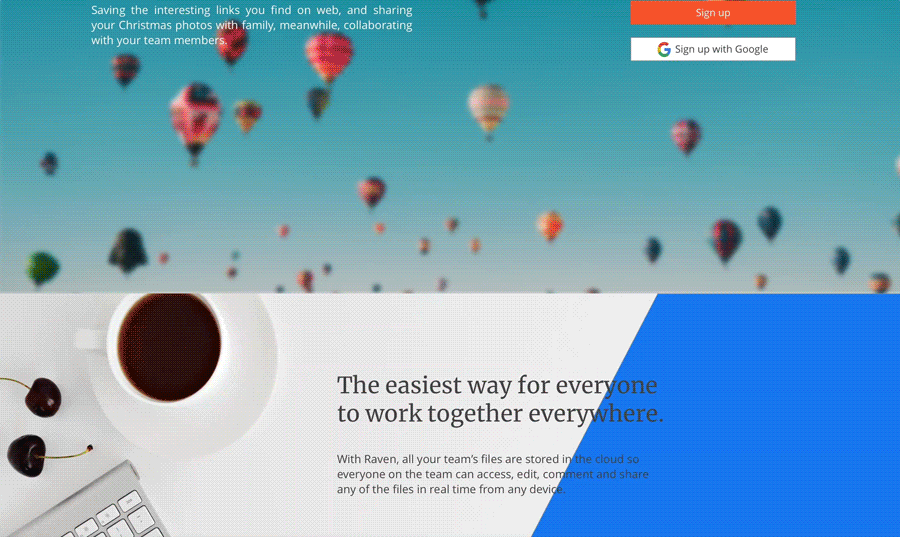 Saving the interesting links you find on web, and sharing
your Christmas photos with family, meanwhile, collaborating
with your team members.
Sign up
Sign up with Google
The easiest way for everyone
to work together everywhere.
With Raven, all your team’s files are stored in the cloud so
everyone on the team can access, edit, comment and share
any of the files in real time from any device.